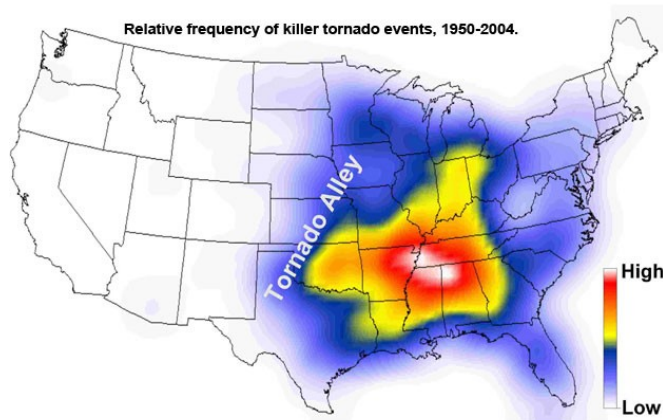 Relative frequency of killer tornado events, 1950-2004.
Tornado Alley
High
Low